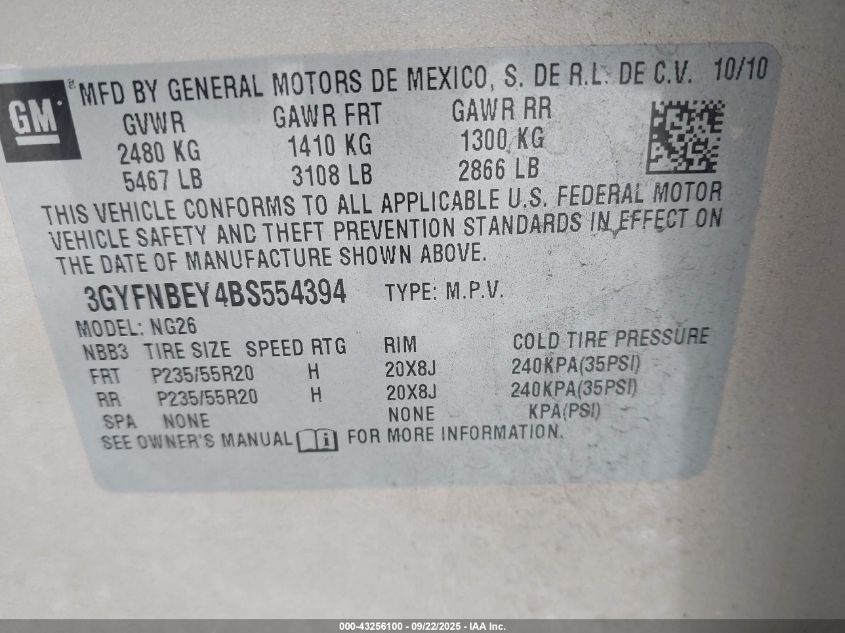 GM ® MFD BY GENERAL MOTORS DE MEXICO, S. DE R.L. DE C.V. 10/10
GVWR GAWR FRT GAWR RR
2480 KG 1410 KG 1300 KG
5467 LB 3108 LB 2866 LB
THIS VEHICLE CONFORMS TO ALL APPLICABLE U.S. FEDERAL MOTOR
VEHICLE SAFETY AND THEFT PREVENTION STANDARDS IN EFFECT ON
THE DATE OF MANUFACTURE SHOWN ABOVE.
3GYFNBEY4BS554394 TYPE: M.P.V.
MODEL: NG26
NBB3 TIRE SIZE SPEED RTG RIM COLD TIRE PRESSURE
FRT P235/55R20 H 20X8J 240KPA(35PSI)
RR P235/55R20 H 20X8J 240KPA(35PSI)
SPA NONE NONE KPA(PSI)
SEE OWNER'S MANUAL i FOR MORE INFORMATION.
000-43256100 - 09/22/2025 - IAA Inc.